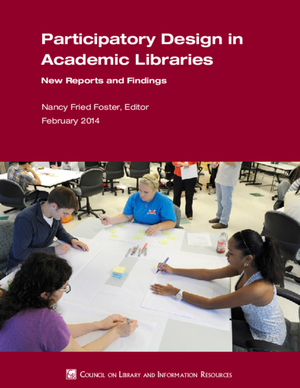 Participatory Design in
Academic Libraries
New Reports and Findings
Nancy Fried Foster, Editor
February 2014
Council on Library and Information Resources